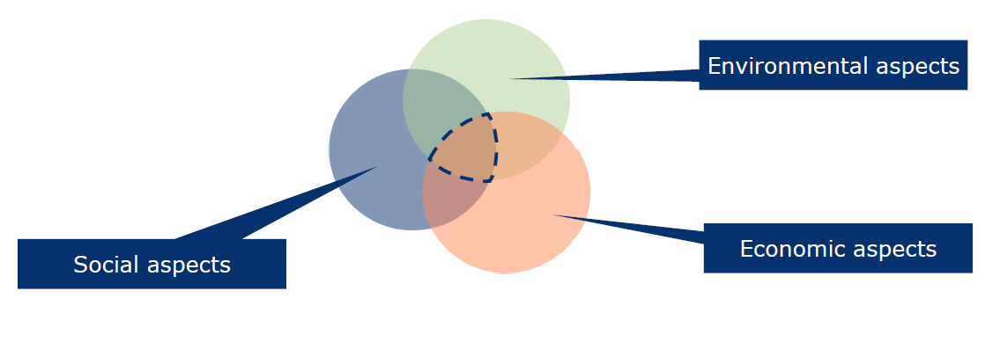 Environmental aspects
Economic aspects
Social aspects